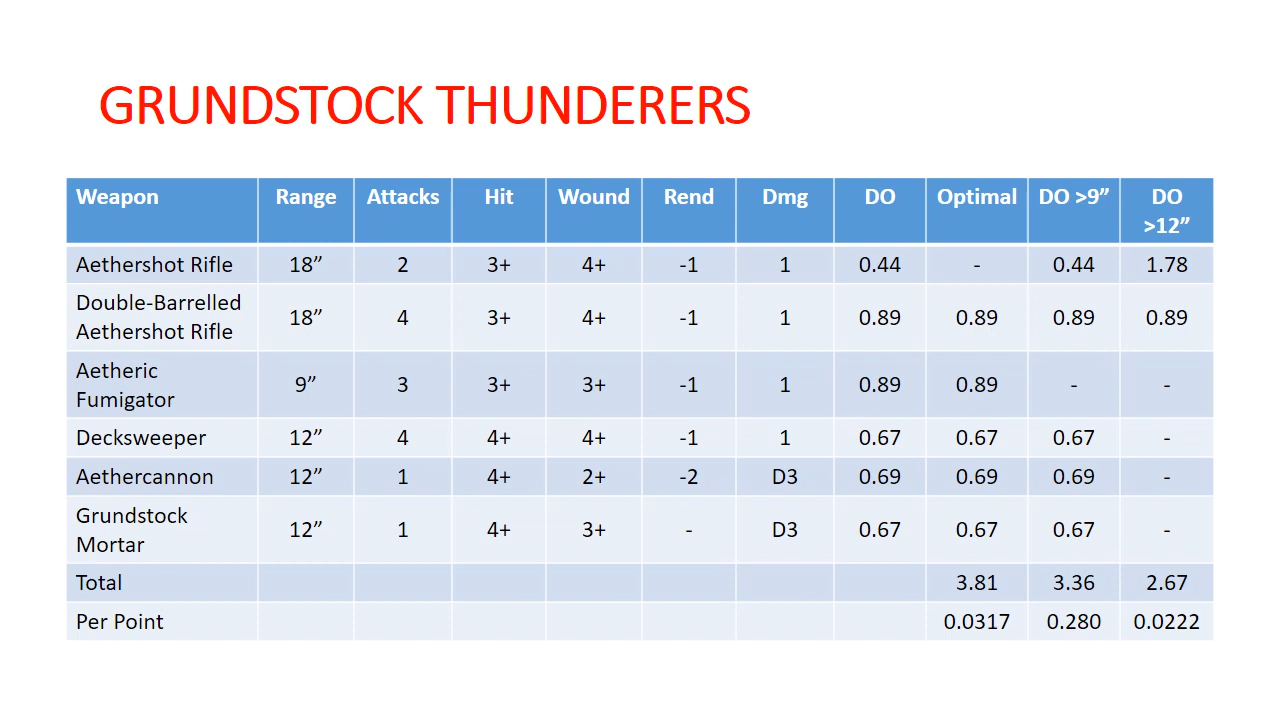 GRUNDSTOCK THUNDERERS
Weapon Range Attacks Hit Wound Rend Dmg DO Optimal DO >9” DO >12”
Aethershot Rifle 18” 2 3+ 4+ -1 1 0.44 - 0.44 1.78
Double-Barrelled Aethershot Rifle 18” 4 3+ 4+ -1 1 0.89 0.89 0.89 0.89
Aetheric Fumigator 9” 3 3+ 3+ -1 1 0.89 0.89 - -
Decksweeper 12” 4 4+ 4+ -1 1 0.67 0.67 0.67 -
Aethercannon 12” 1 4+ 2+ -2 D3 0.69 0.69 0.69 -
Grundstock Mortar 12” 1 4+ 3+ - D3 0.67 0.67 0.67 -
Total 3.81 3.36 2.67
Per Point 0.0317 0.280 0.0222